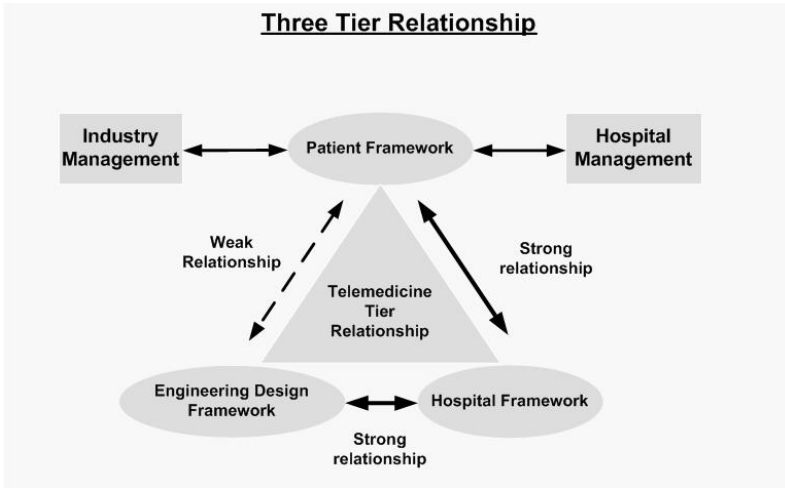 Three Tier Relationship
Industry
Management
Patient Framework
Hospital
Management
Weak
Relationship
Strong
relationship
Telemedicine
Tier
Relationship
Engineering Design
Framework
Hospital Framework
Strong
relationship